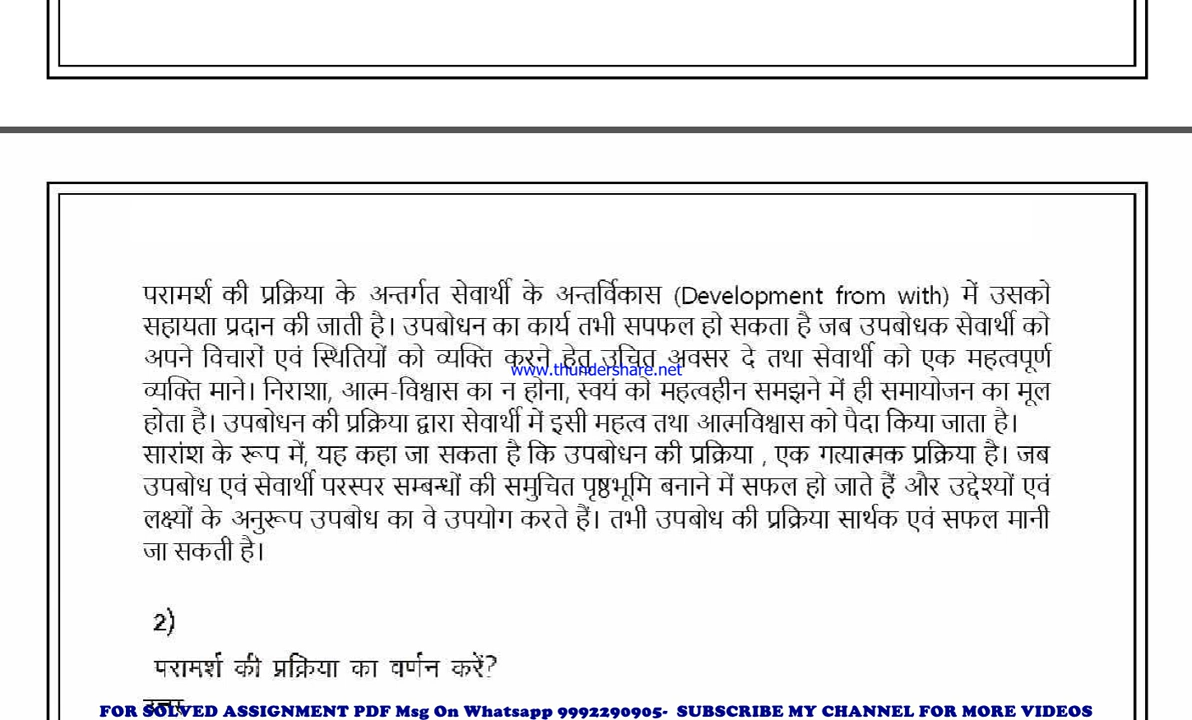 परामर्श की प्रक्रिया के अन्तर्गत सेवार्थी के अन्तर्विकास (Development from with) में उसको
सहायता प्रदान की जाती है। उपबोधन का कार्य तभी सपफल हो सकता है जब उपबोधक सेवार्थी को
अपने विचारों एवं स्थितियों को व्यक्ति करने हेतु उचित अवसर दे तथा सेवार्थी को एक महत्वपूर्ण
www.thundershare.net
व्यक्ति माने। निराशा, आत्म-विश्वास का न होना, स्वयं को महत्वहीन समझने में ही समायोजन का मूल
होता है। उपबोधन की प्रक्रिया द्वारा सेवार्थी में इसी महत्व तथा आत्मविश्वास को पैदा किया जाता है।
सारांश के रूप में, यह कहा जा सकता है कि उपबोधन की प्रक्रिया , एक गत्यात्मक प्रक्रिया है। जब
उपबोध एवं सेवार्थी परस्पर सम्बन्धों की समुचित पृष्ठभूमि बनाने में सफल हो जाते हैं और उद्देश्यों एवं
लक्ष्यों के अनुरूप उपबोध का वे उपयोग करते हैं। तभी उपबोध की प्रक्रिया सार्थक एवं सफल मानी
जा सकती है।
2)
परामर्श की प्रक्रिया का वर्णन करें?
FOR SOLVED ASSIGNMENT PDF Msg On Whatsapp 9992290905- SUBSCRIBE MY CHANNEL FOR MORE VIDEOS